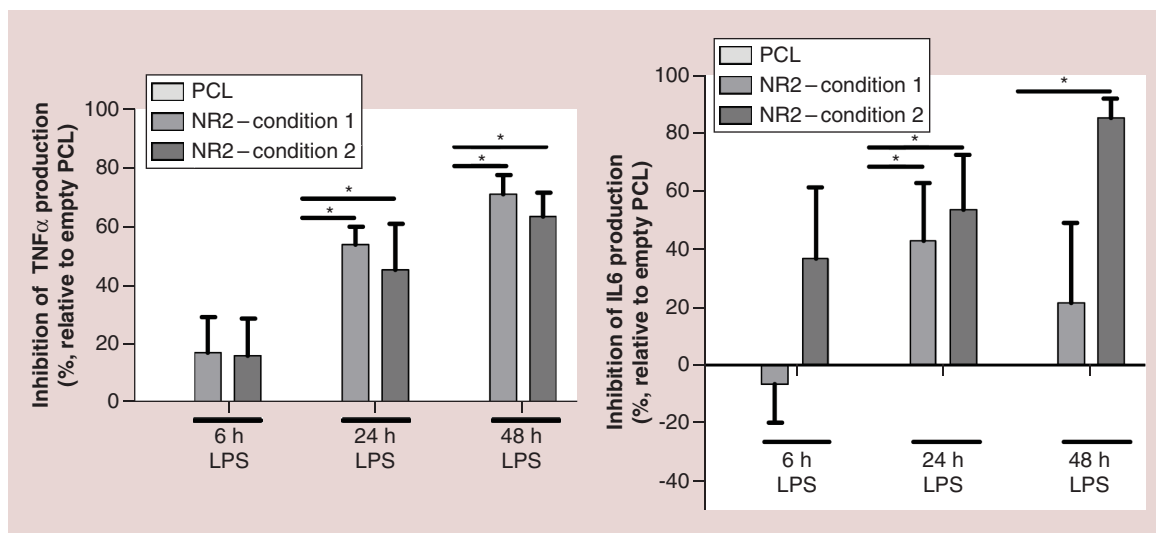 Inhibition of TNFα production
(%, relative to empty PCL)
100
80
60
40
20
0
PCL
NR2–condition 1
NR2–condition 2
*
*
*
*
6 h
LPS
24 h
LPS
48 h
LPS
Inhibition of IL6 production
(%, relative to empty PCL)
100
80
60
40
20
0
-20
-40
PCL
NR2–condition 1
NR2–condition 2
*
*
*
6 h
LPS
24 h
LPS
48 h
LPS